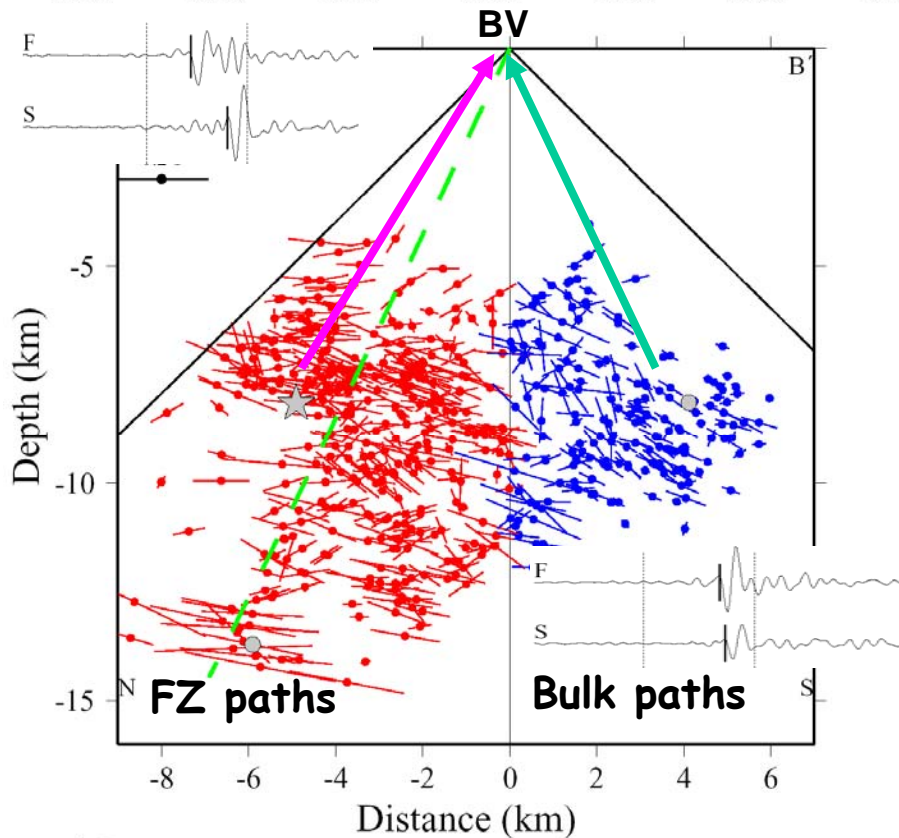 BV
F
S
B′
-5
Depth (km)
-10
F
S
N
FZ paths
Bulk paths
S
-15
-8
-6
-4
-2
0
2
4
6
Distance (km)